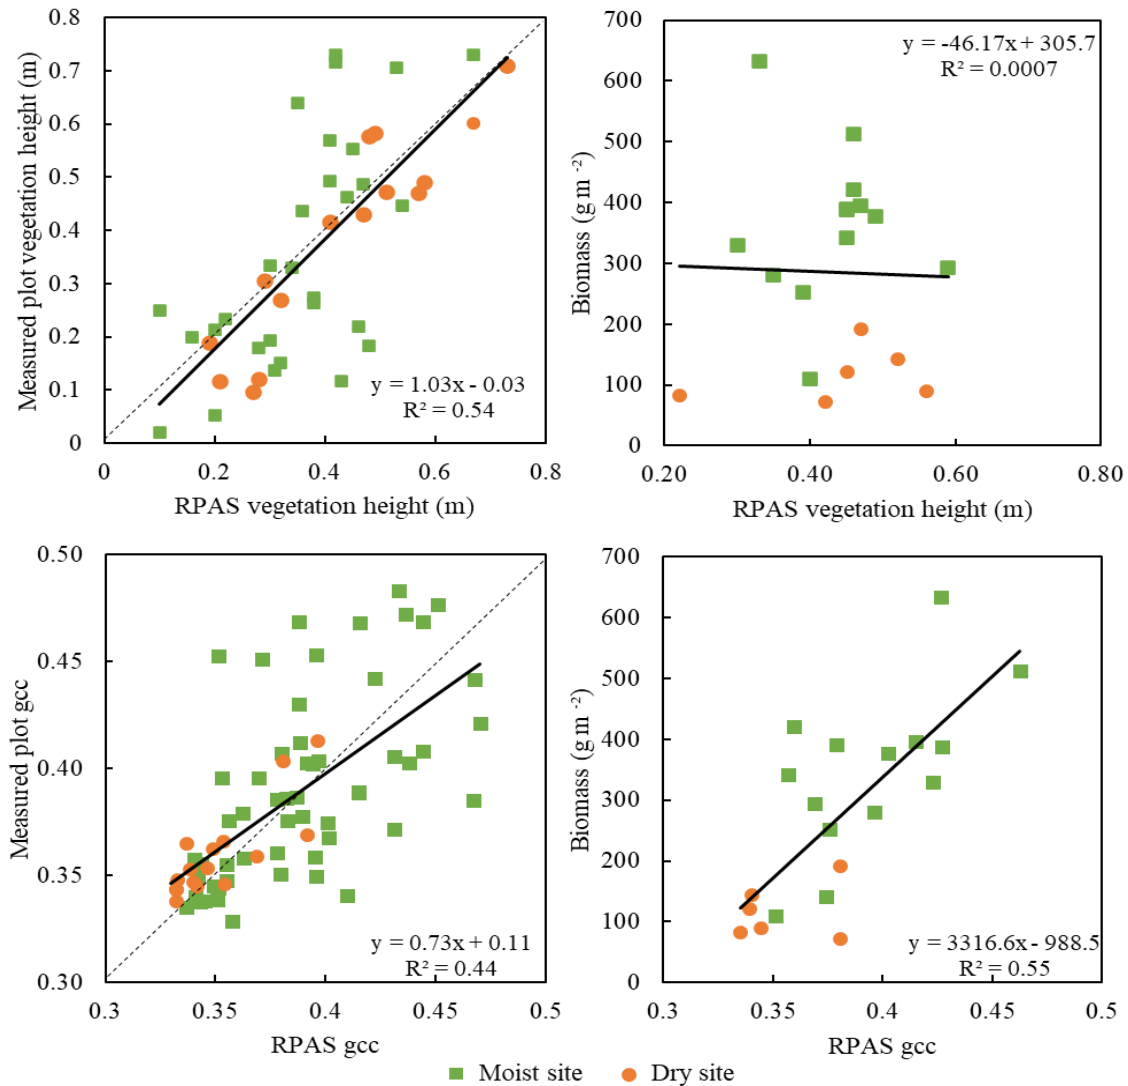 0.8
0.7
0.6
0.5
0.4
0.3
0.2
0.1
0
Measured plot vegetation height (m)
y = 1.03x - 0.03
R² = 0.54
0 0.2 0.4 0.6 0.8
RPAS vegetation height (m)
700
600
500
400
300
200
100
0
Biomass (g m⁻²)
y = -46.17x + 305.7
R² = 0.0007
0.20 0.40 0.60 0.80
RPAS vegetation height (m)
0.50
0.45
0.40
0.35
0.30
Measured plot gcc
y = 0.73x + 0.11
R² = 0.44
0.3 0.35 0.4 0.45 0.5
RPAS gcc
700
600
500
400
300
200
100
0
Biomass (g m⁻²)
y = 3316.6x - 988.5
R² = 0.55
0.3 0.35 0.4 0.45 0.5
RPAS gcc
Moist site Dry site